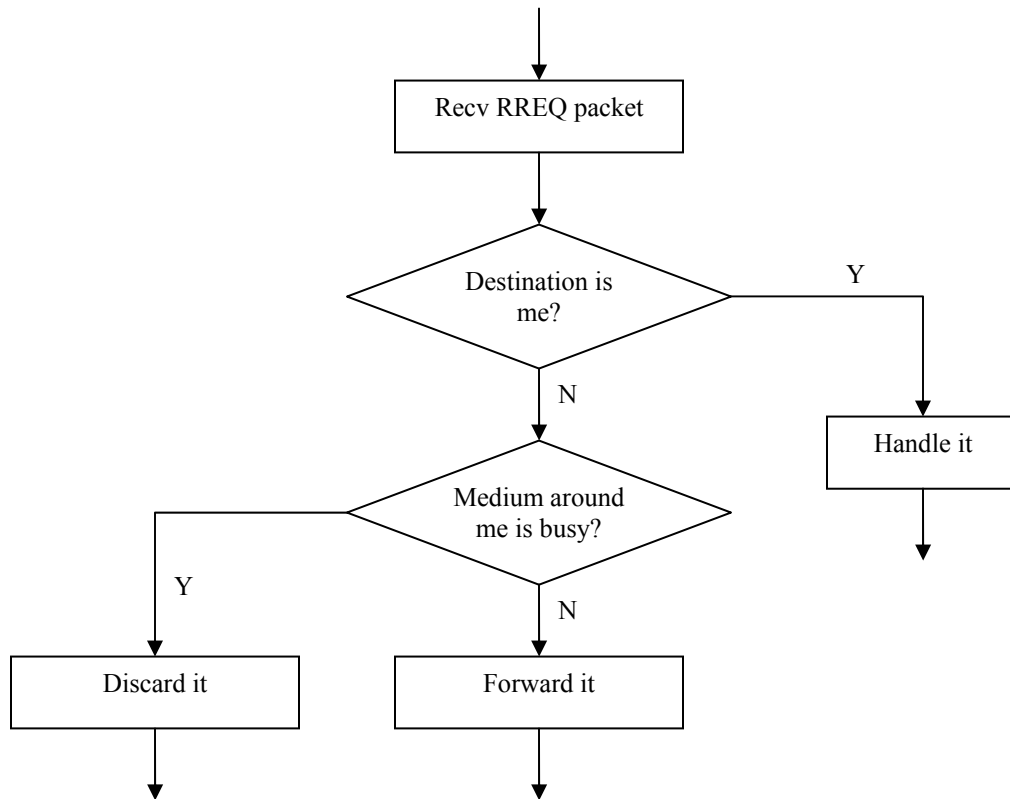 Recv RREQ packet
Destination is
me?
Y
N
Handle it
Medium around
me is busy?
Y
N
Discard it
Forward it